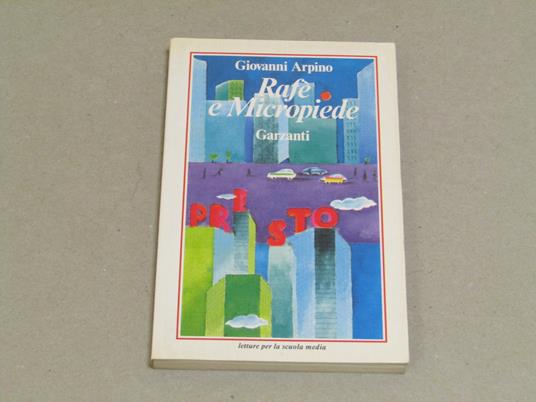 Giovanni Arpino
Rafè
e Micropiede
Garzanti
PRESTO
letture per la scuola media